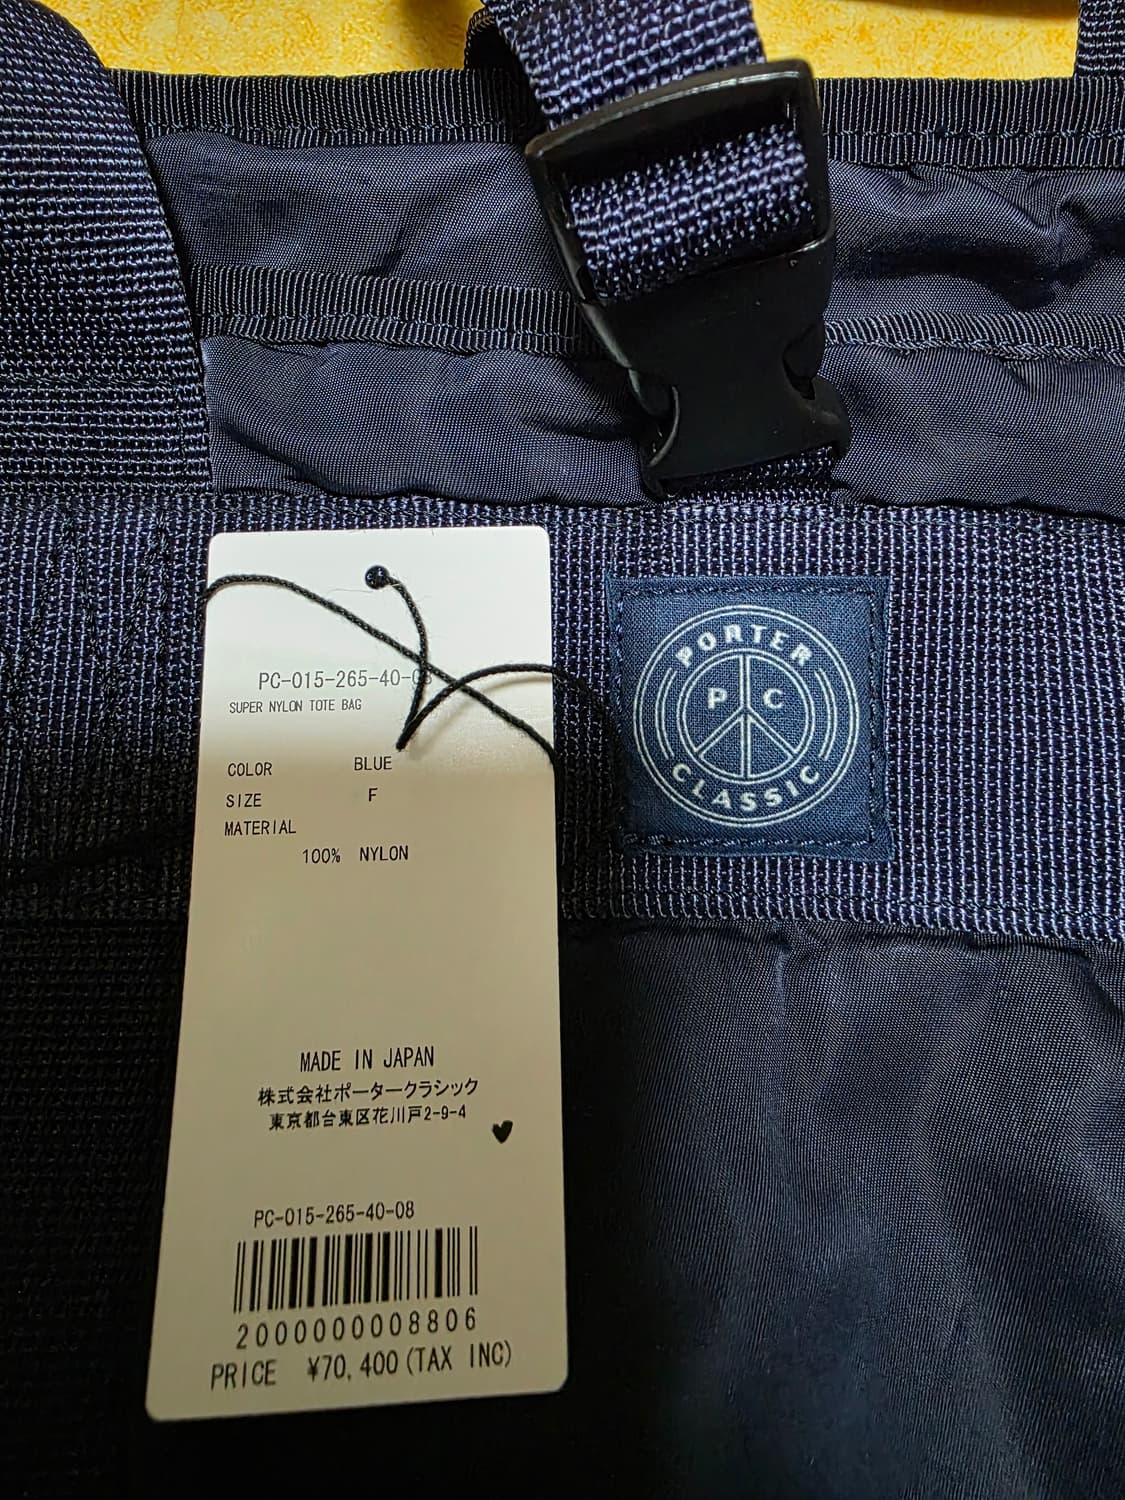 PORTER
P C
CLASSIC
PC-015-265-40-08
SUPER NYLON TOTE BAG
COLOR BLUE
SIZE F
MATERIAL
100% NYLON
MADE IN JAPAN
株式会社ポータークラシック
東京都台東区花川戸2-9-4
PC-015-265-40-08
2000000008806
PRICE ¥70,400(TAX INC)